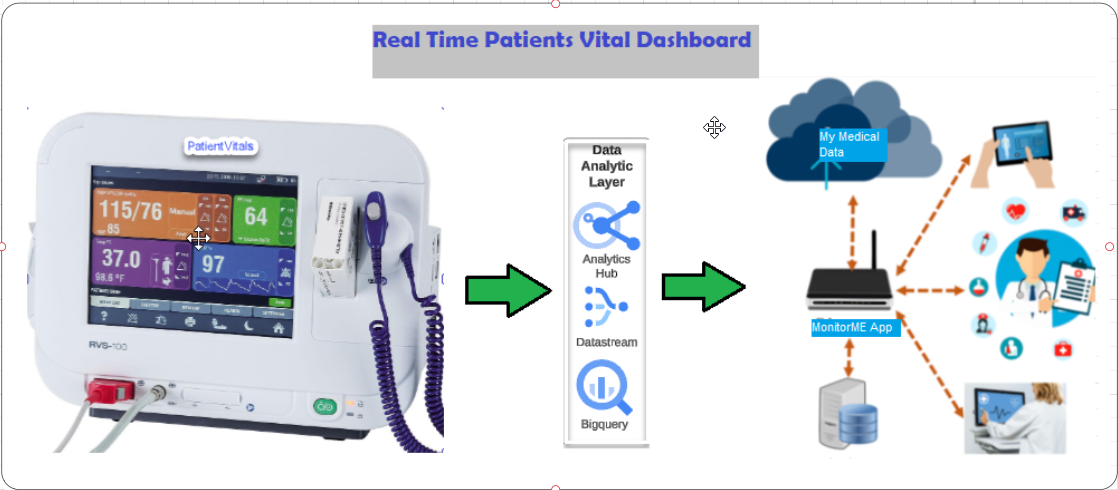 Real Time Patients Vital Dashboard
PatientVitals
115/76
Manual
85
64
37.0
98.6 °F
97
RVS-100
Data
Analytic
Layer
Analytics
Hub
Datastream
Bigquery
My Medical
Data
MonitorME App